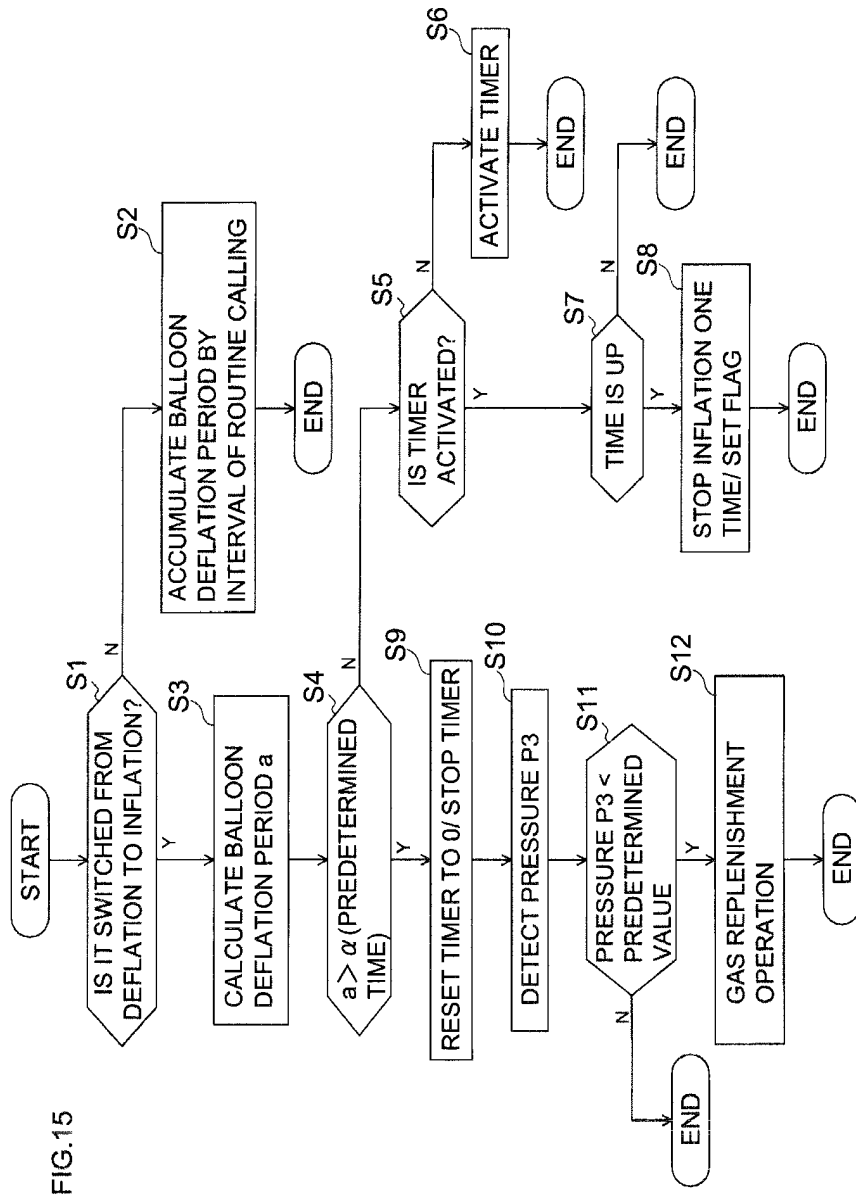 FIG.15
START
S1
IS IT SWITCHED FROM
DEFLATION TO INFLATION?
N
Y
S2
ACCUMULATE BALLOON
DEFLATION PERIOD BY
INTERVAL OF ROUTINE CALLING
END
S3
CALCULATE BALLOON
DEFLATION PERIOD a
S4
a > α (PREDETERMINED
TIME)
N
Y
S5
IS TIMER
ACTIVATED?
N
Y
S6
ACTIVATE TIMER
END
S7
TIME IS UP
N
Y
END
S8
STOP INFLATION ONE
TIME/ SET FLAG
END
S9
RESET TIMER TO 0/ STOP TIMER
S10
DETECT PRESSURE P3
S11
PRESSURE P3 <
PREDETERMINED
VALUE
N
Y
END
S12
GAS REPLENISHMENT
OPERATION
END